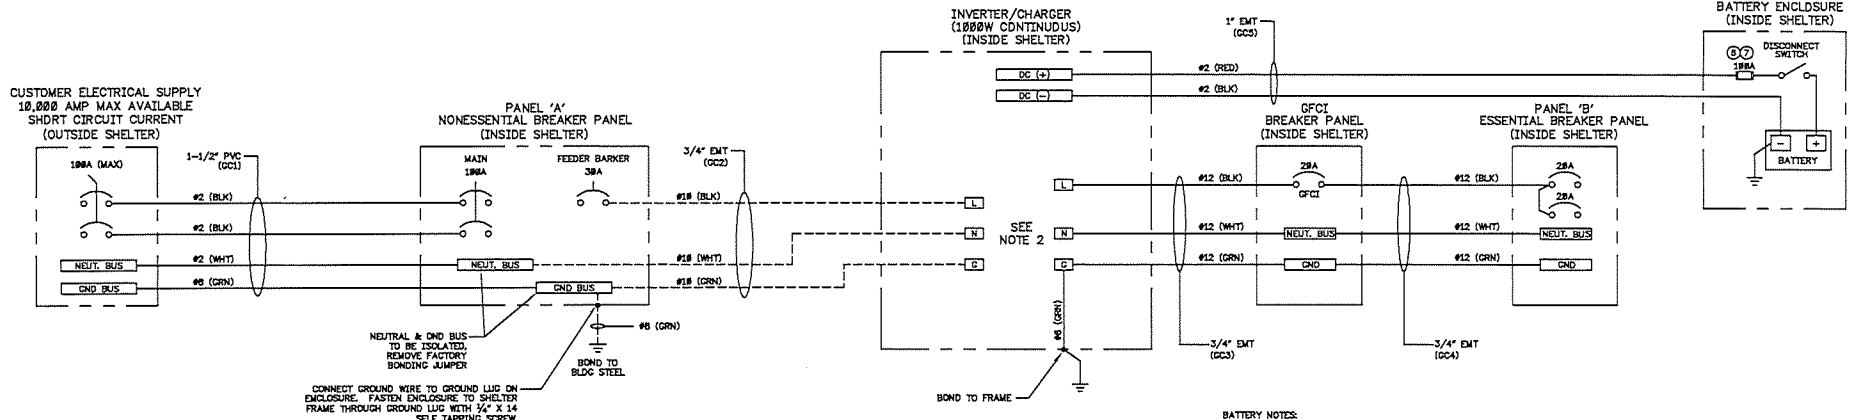 CUSTOMER ELECTRICAL SUPPLY
10,000 AMP MAX AVAILABLE
SHORT CIRCUIT CURRENT
(OUTSIDE SHELTER)
100A (MAX)
NEUT. BUS
GND BUS
1-1/2" PVC
(GC1)
#2 (BLK)
#2 (BLK)
#2 (WHT)
#6 (GRN)
PANEL 'A'
NONESSENTIAL BREAKER PANEL
(INSIDE SHELTER)
MAIN
100A
FEEDER BARKER
30A
NEUT. BUS
GND BUS
NEUTRAL & GND BUS
TO BE ISOLATED,
REMOVE FACTORY
BONDING JUMPER
#6 (GRN)
BOND TO
BLDG STEEL
CONNECT GROUND WIRE TO GROUND LUG ON
ENCLOSURE. FASTEN ENCLOSURE TO SHELTER
FRAME THROUGH GROUND LUG WITH 1/4" X 14
SELF TAPPING SCREW.
3/4" EMT
(GC2)
#10 (BLK)
#10 (WHT)
#10 (GRN)
INVERTER/CHARGER
(1000W CONTINUOUS)
(INSIDE SHELTER)
DC (+)
DC (-)
L
N
G
SEE
NOTE 2
L
N
G
#6 (GRN)
BOND TO FRAME
1" EMT
(GC5)
#2 (RED)
#2 (BLK)
#12 (BLK)
#12 (WHT)
#12 (GRN)
3/4" EMT
(GC3)
GFCI
BREAKER PANEL
(INSIDE SHELTER)
20A
GFCI
NEUT. BUS
GND
#12 (BLK)
#12 (WHT)
#12 (GRN)
3/4" EMT
(GC4)
PANEL 'B'
ESSENTIAL BREAKER PANEL
(INSIDE SHELTER)
20A
20A
NEUT. BUS
GND
BATTERY ENCLOSURE
(INSIDE SHELTER)
DISCONNECT
SWITCH
100A
- +
BATTERY
BATTERY NOTES: